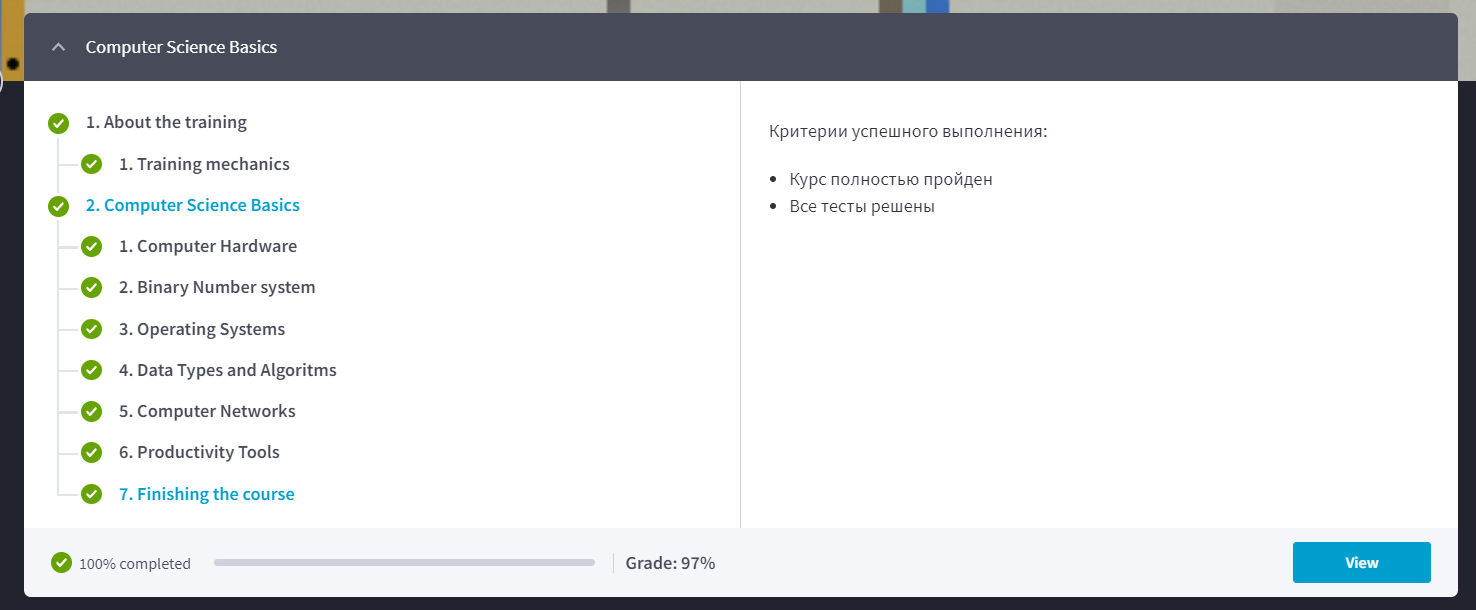 Computer Science Basics
1. About the training
1. Training mechanics
2. Computer Science Basics
1. Computer Hardware
2. Binary Number system
3. Operating Systems
4. Data Types and Algoritms
5. Computer Networks
6. Productivity Tools
7. Finishing the course
Критерии успешного выполнения:
• Курс полностью пройден
• Все тесты решены
100% completed
Grade: 97%
View